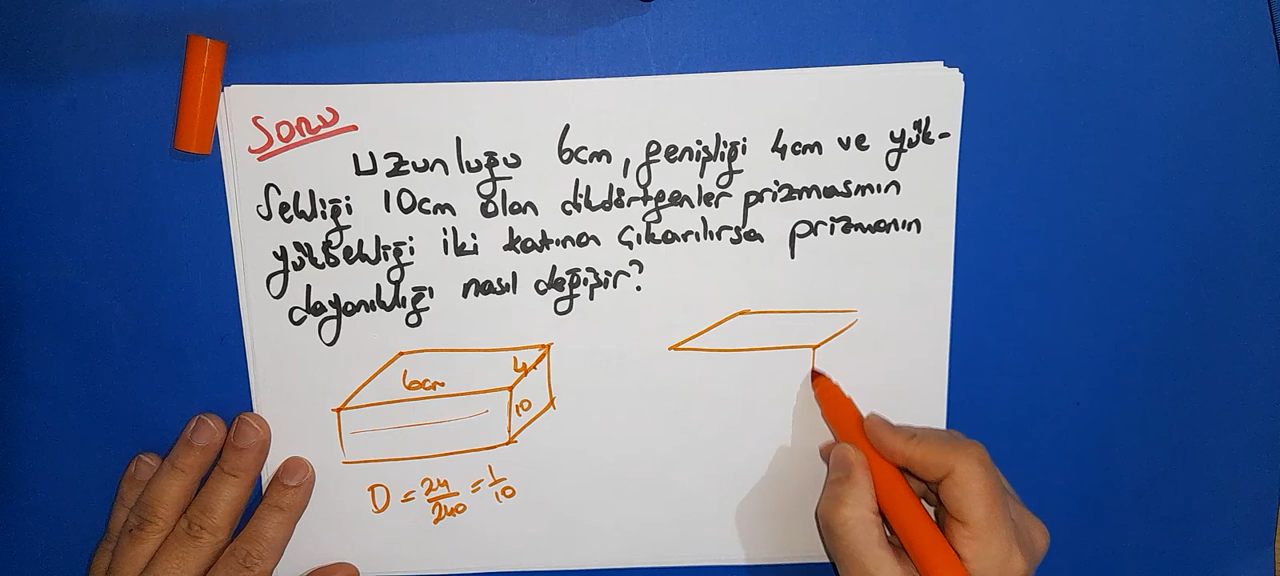 Soru
Uzunluğu 6cm, genişliği 4cm ve yük-
sekliği 10cm olan dikdörtgenler prizmasının
yüksekliği iki katına çıkarılırsa prizmanın
dayanıklılığı nasıl değişir?
6cm 4
10
D = 24/240 = 1/10